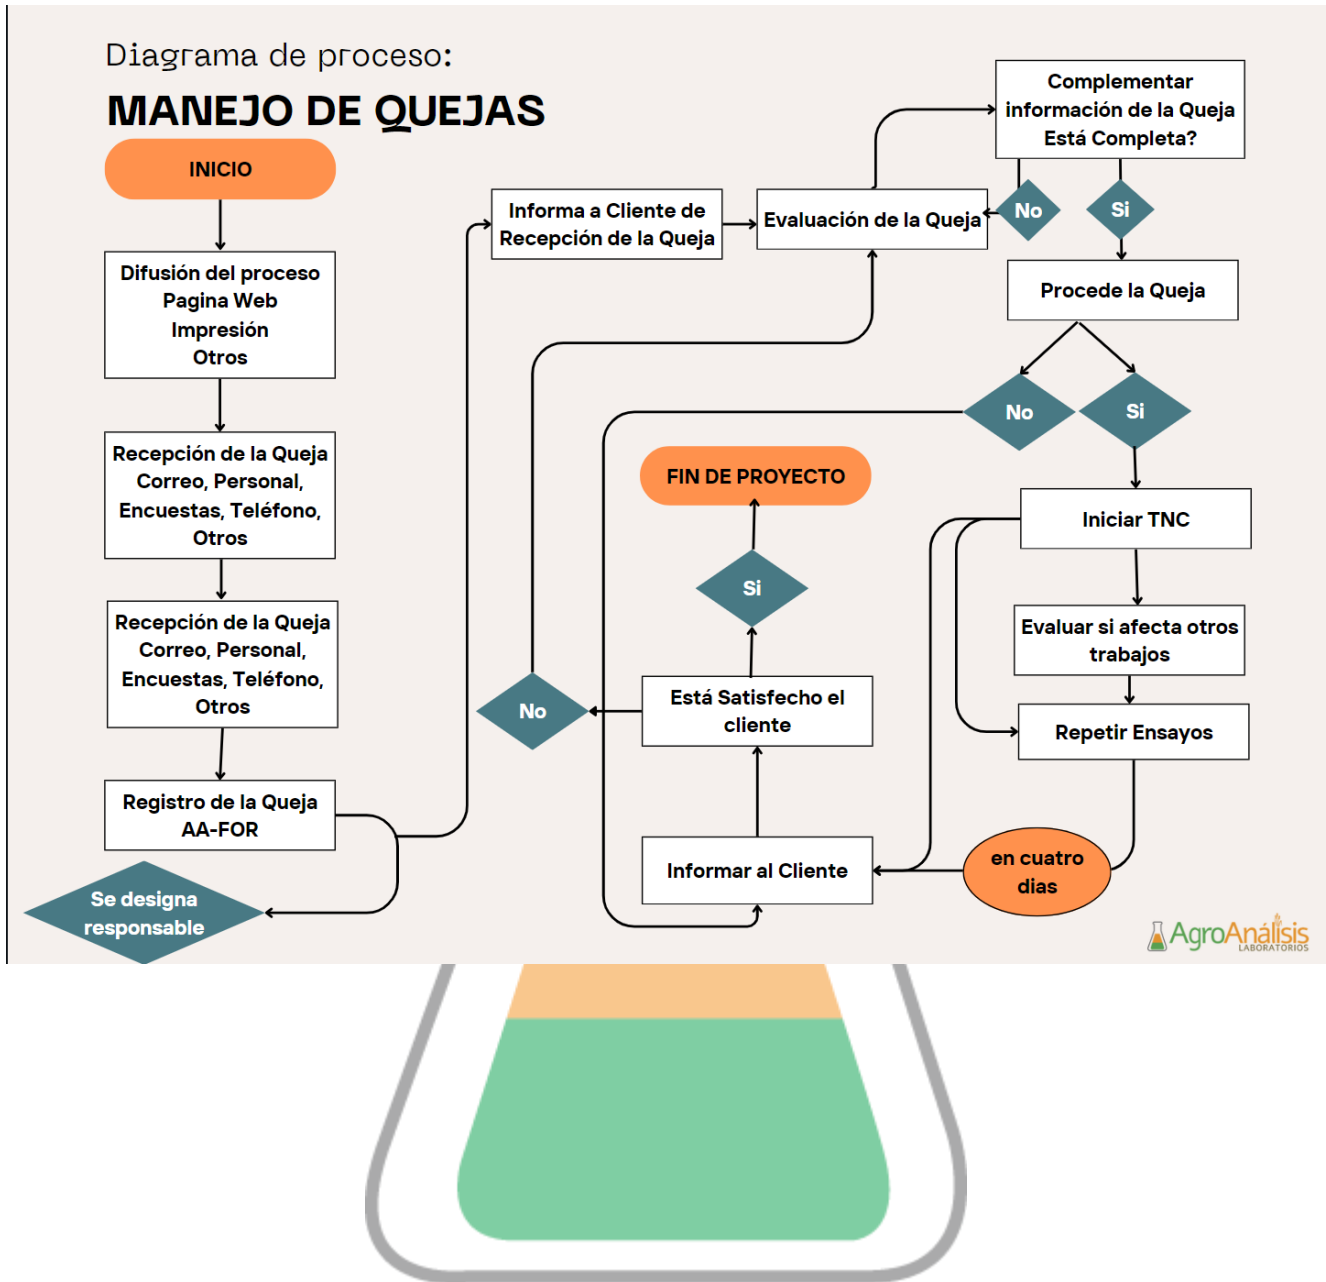 Diagrama de proceso:
MANEJO DE QUEJAS
INICIO
Difusión del proceso
Pagina Web
Impresión
Otros
Recepción de la Queja
Correo, Personal,
Encuestas, Teléfono,
Otros
Recepción de la Queja
Correo, Personal,
Encuestas, Teléfono,
Otros
Registro de la Queja
AA-FOR
Se designa
responsable
Informa a Cliente de
Recepción de la Queja
Evaluación de la Queja
Complementar
información de la Queja
Está Completa?
No
Si
Procede la Queja
No
Si
Iniciar TNC
Evaluar si afecta otros
trabajos
Repetir Ensayos
en cuatro
dias
Informar al Cliente
Está Satisfecho el
cliente
No
Si
FIN DE PROYECTO
AgroAnálisis
LABORATORIOS